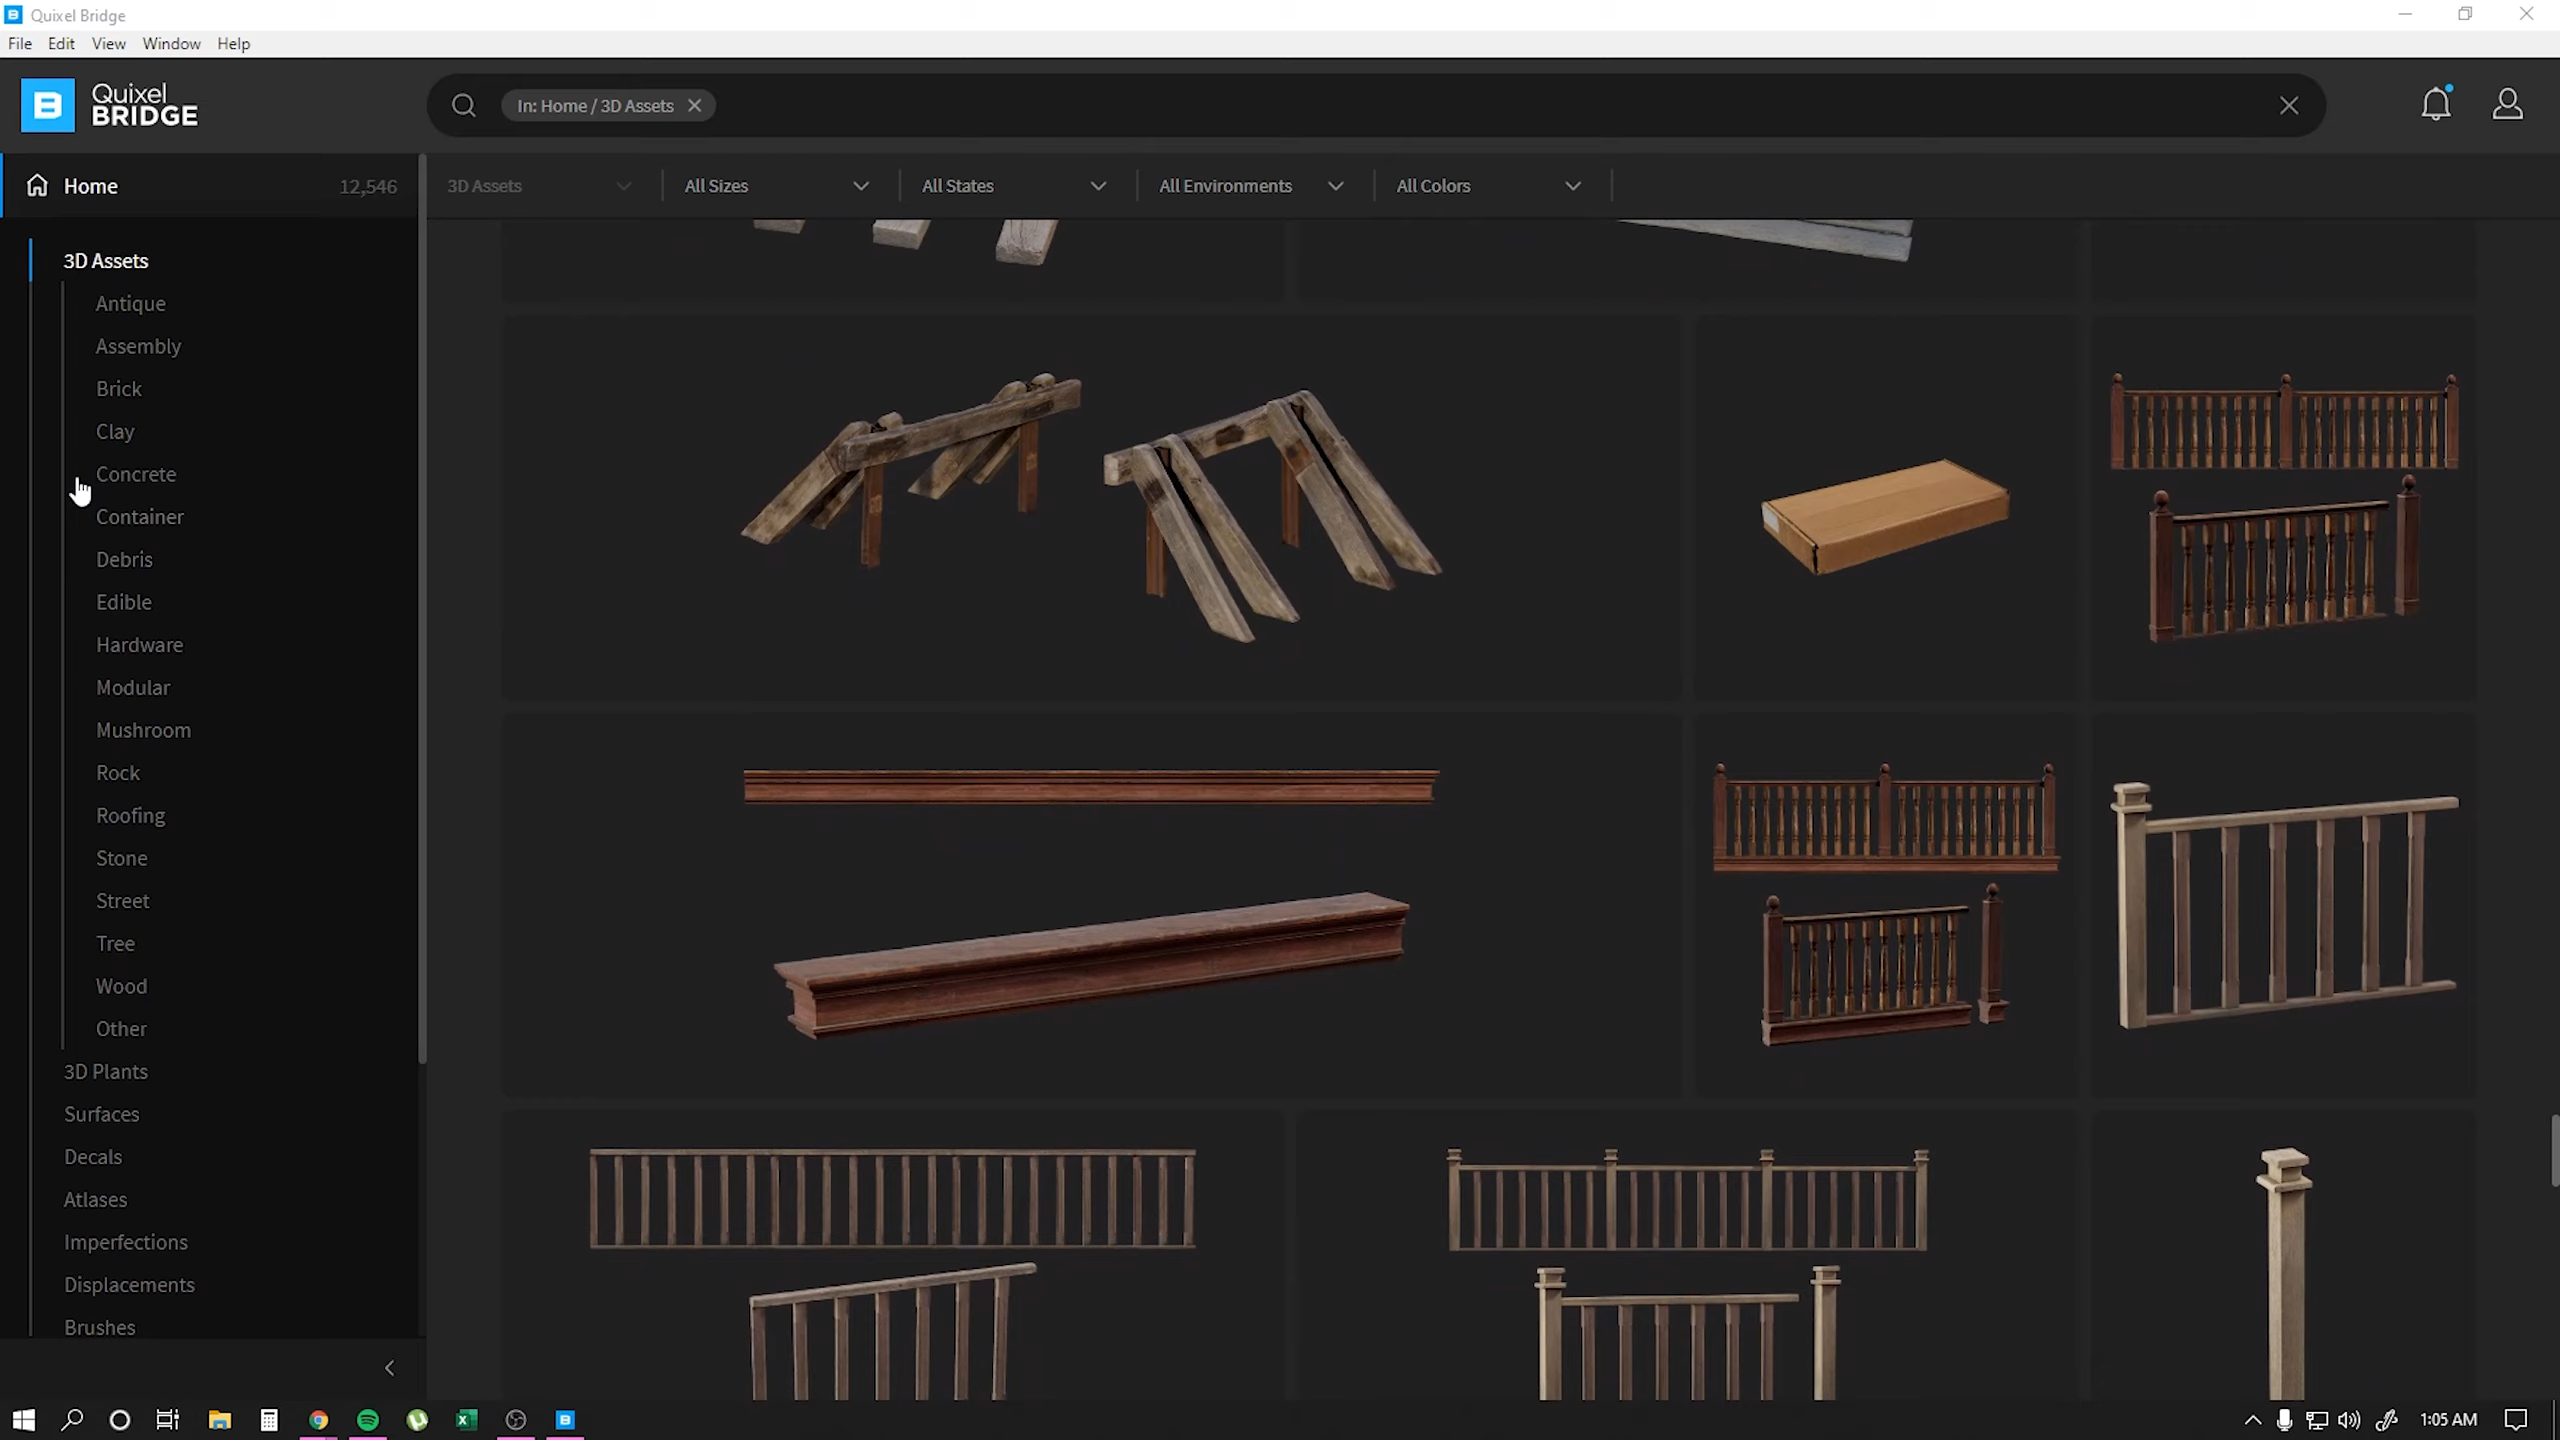 Quixel Bridge
File Edit View Window Help
Quixel
BRIDGE
In: Home / 3D Assets
Home 12,546
3D Assets All Sizes All States All Environments All Colors
3D Assets
Antique
Assembly
Brick
Clay
Concrete
Container
Debris
Edible
Hardware
Modular
Mushroom
Rock
Roofing
Stone
Street
Tree
Wood
Other
3D Plants
Surfaces
Decals
Atlases
Imperfections
Displacements
Brushes
1:05 AM